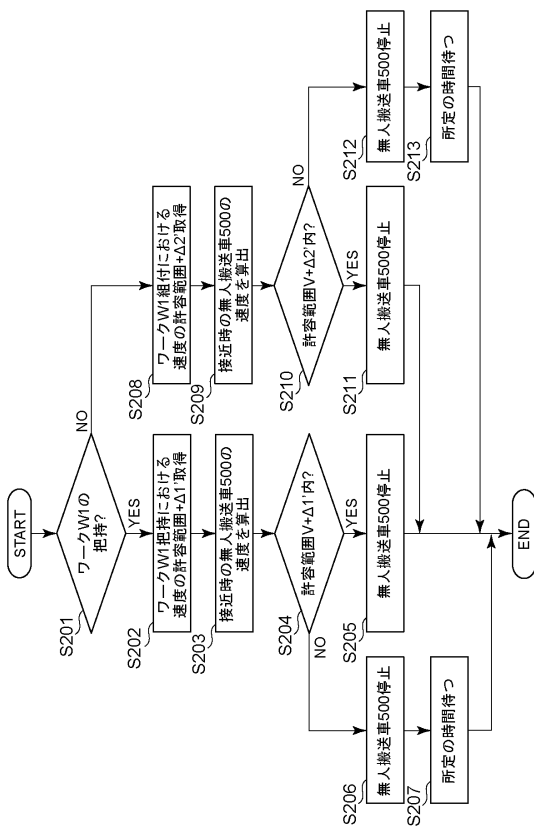 START
S201
ワークW1の
把持?
YES
NO
S202
ワークW1把持における
速度の許容範囲+Δ1'取得
S203
接近時の無人搬送車500の
速度を算出
S204
許容範囲V+Δ1'内?
NO
YES
S205
無人搬送車500停止
S206
無人搬送車500停止
S207
所定の時間待つ
S208
ワークW1組付における
速度の許容範囲+Δ2'取得
S209
接近時の無人搬送車500の
速度を算出
S210
許容範囲V+Δ2'内?
NO
YES
S211
無人搬送車500停止
S212
無人搬送車500停止
S213
所定の時間待つ
END